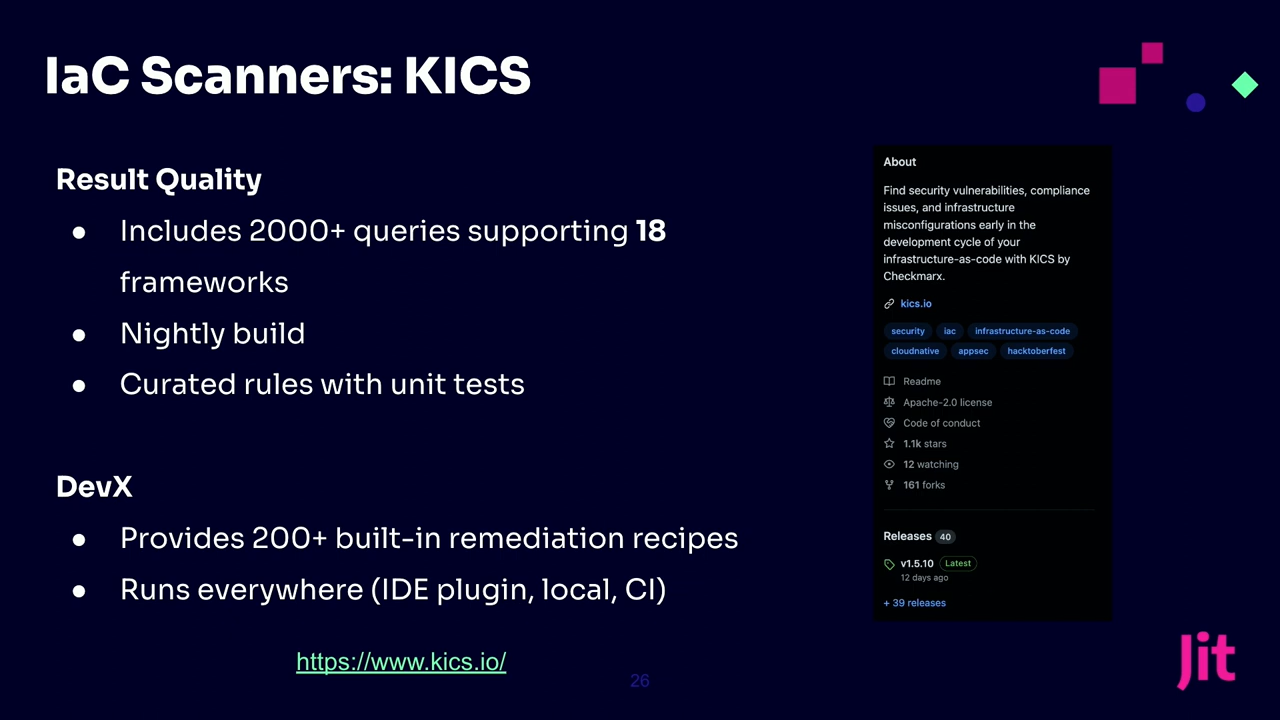 IaC Scanners: KICS
Result Quality
● Includes 2000+ queries supporting 18
frameworks
● Nightly build
● Curated rules with unit tests
DevX
● Provides 200+ built-in remediation recipes
● Runs everywhere (IDE plugin, local, CI)
https://www.kics.io/
26
About
Find security vulnerabilities, compliance
issues, and infrastructure
misconfigurations early in the
development cycle of your
infrastructure-as-code with KICS by
Checkmarx.
kics.io
security iac infrastructure-as-code
cloudnative appsec hacktoberfest
Readme
Apache-2.0 license
Code of conduct
1.1k stars
12 watching
161 forks
Releases 40
v1.5.10 Latest
12 days ago
+ 39 releases
Jit